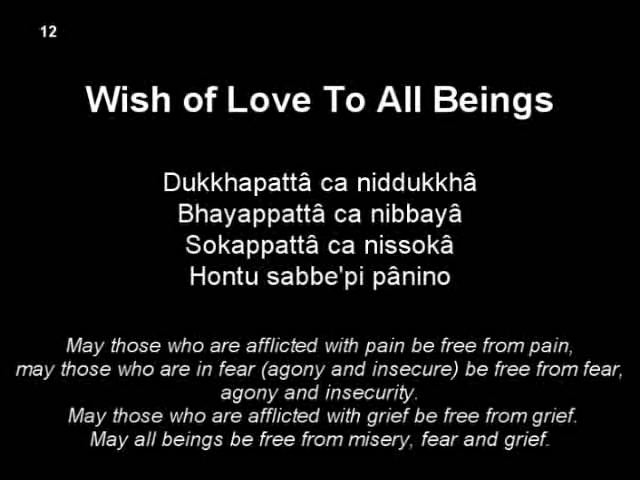 12
Wish of Love To All Beings
Dukkhapattâ ca niddukkhâ
Bhayappattâ ca nibbayâ
Sokappattâ ca nissokâ
Hontu sabbe'pi pânino
May those who are afflicted with pain be free from pain,
may those who are in fear (agony and insecure) be free from fear,
agony and insecurity.
May those who are afflicted with grief be free from grief.
May all beings be free from misery, fear and grief.